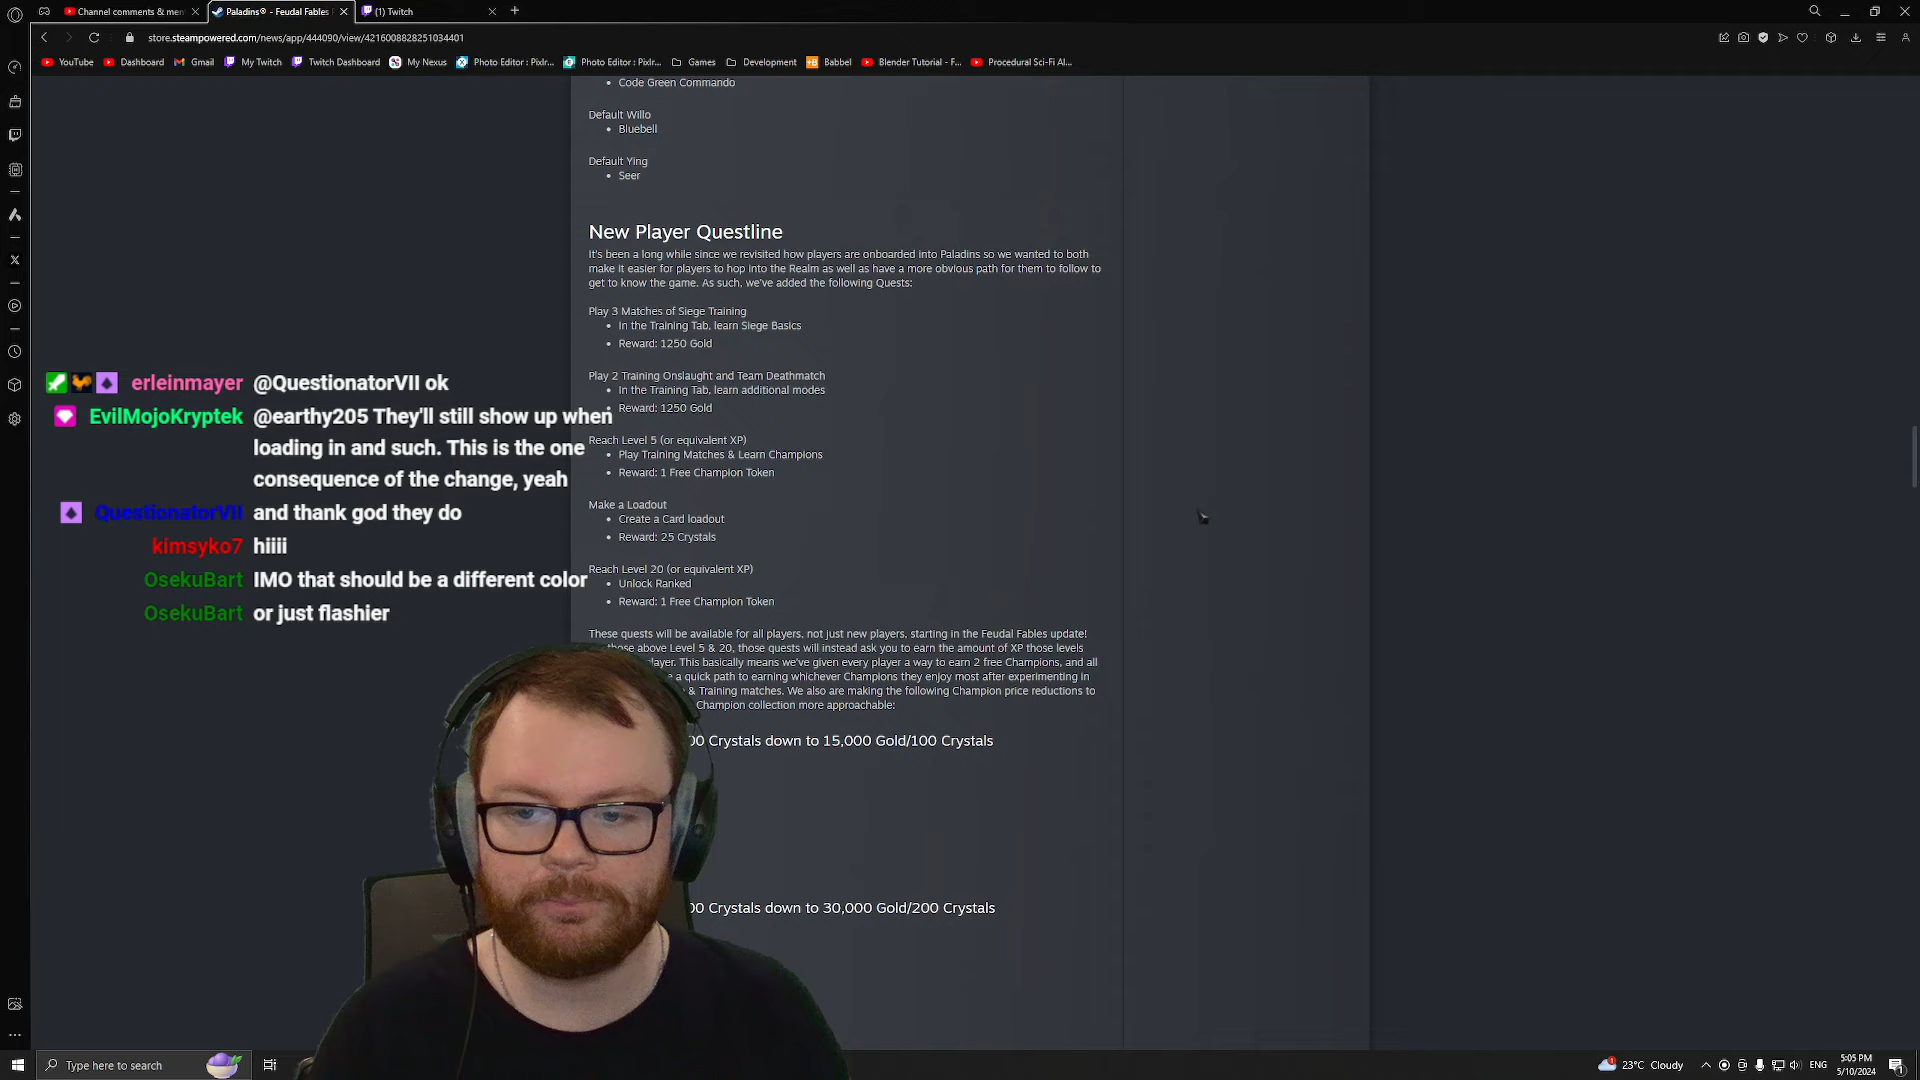 Channel comments & men
Paladins® - Feudal Fables
(1) Twitch
store.steampowered.com/news/app/444090/view/4216008828251034401
YouTube
Dashboard
Gmail
My Twitch
Twitch Dashboard
My Nexus
Photo Editor : Pixlr...
Photo Editor : Pixlr...
Games
Development
Babbel
Blender Tutorial - F...
Procedural Sci-Fi Al...
• Code Green Commando
Default Willo
• Bluebell
Default Ying
• Seer
New Player Questline
It's been a long while since we revisited how players are onboarded into Paladins so we wanted to both
make it easier for players to hop into the Realm as well as have a more obvious path for them to follow to
get to know the game. As such, we've added the following Quests:
Play 3 Matches of Siege Training
• In the Training Tab, learn Siege Basics
• Reward: 1250 Gold
Play 2 Training Onslaught and Team Deathmatch
• In the Training Tab, learn additional modes
• Reward: 1250 Gold
Reach Level 5 (or equivalent XP)
• Play Training Matches & Learn Champions
• Reward: 1 Free Champion Token
Make a Loadout
• Create a Card loadout
• Reward: 25 Crystals
Reach Level 20 (or equivalent XP)
• Unlock Ranked
• Reward: 1 Free Champion Token
These quests will be available for all players, not just new players, starting in the Feudal Fables update!
those above Level 5 & 20, those quests will instead ask you to earn the amount of XP those levels
player. This basically means we've given every player a way to earn 2 free Champions, and all
a quick path to earning whichever Champions they enjoy most after experimenting in
& Training matches. We also are making the following Champion price reductions to
Champion collection more approachable:
00 Crystals down to 15,000 Gold/100 Crystals
00 Crystals down to 30,000 Gold/200 Crystals
erleinmayer @QuestionatorVII ok
EvilMojoKryptek @earthy205 They'll still show up when
loading in and such. This is the one
consequence of the change, yeah
QuestionatorVII and thank god they do
kimsyko7 hiiii
OsekuBart IMO that should be a different color
OsekuBart or just flashier
Type here to search
23°C Cloudy
ENG
5:05 PM
5/10/2024